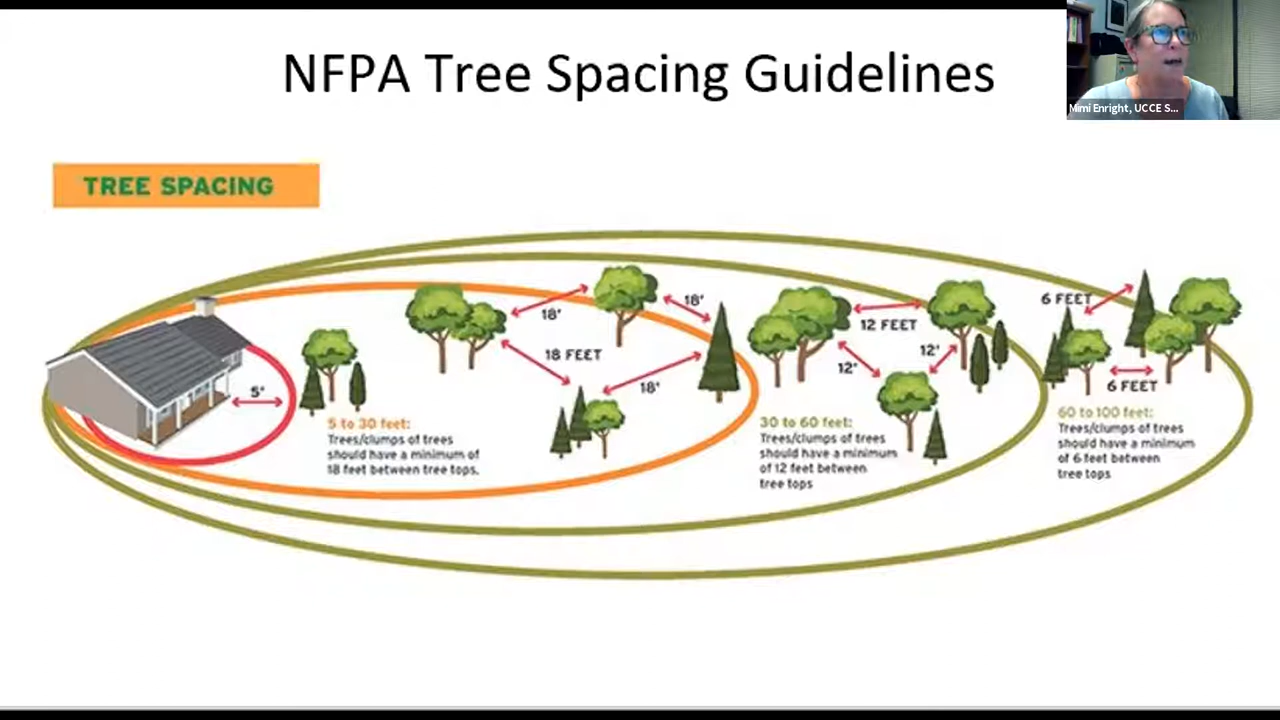 NFPA Tree Spacing Guidelines
Mimi Enright, UCCE S...
TREE SPACING
5'
5 to 30 feet:
Trees/clumps of trees
should have a minimum of
18 feet between tree tops.
18'
18'
18 FEET
18'
12 FEET
12'
12'
30 to 60 feet:
Trees/clumps of trees
should have a minimum
of 12 feet between
tree tops
6 FEET
6 FEET
60 to 100 feet:
Trees/clumps of trees
should have a minimum
of 6 feet between
tree tops